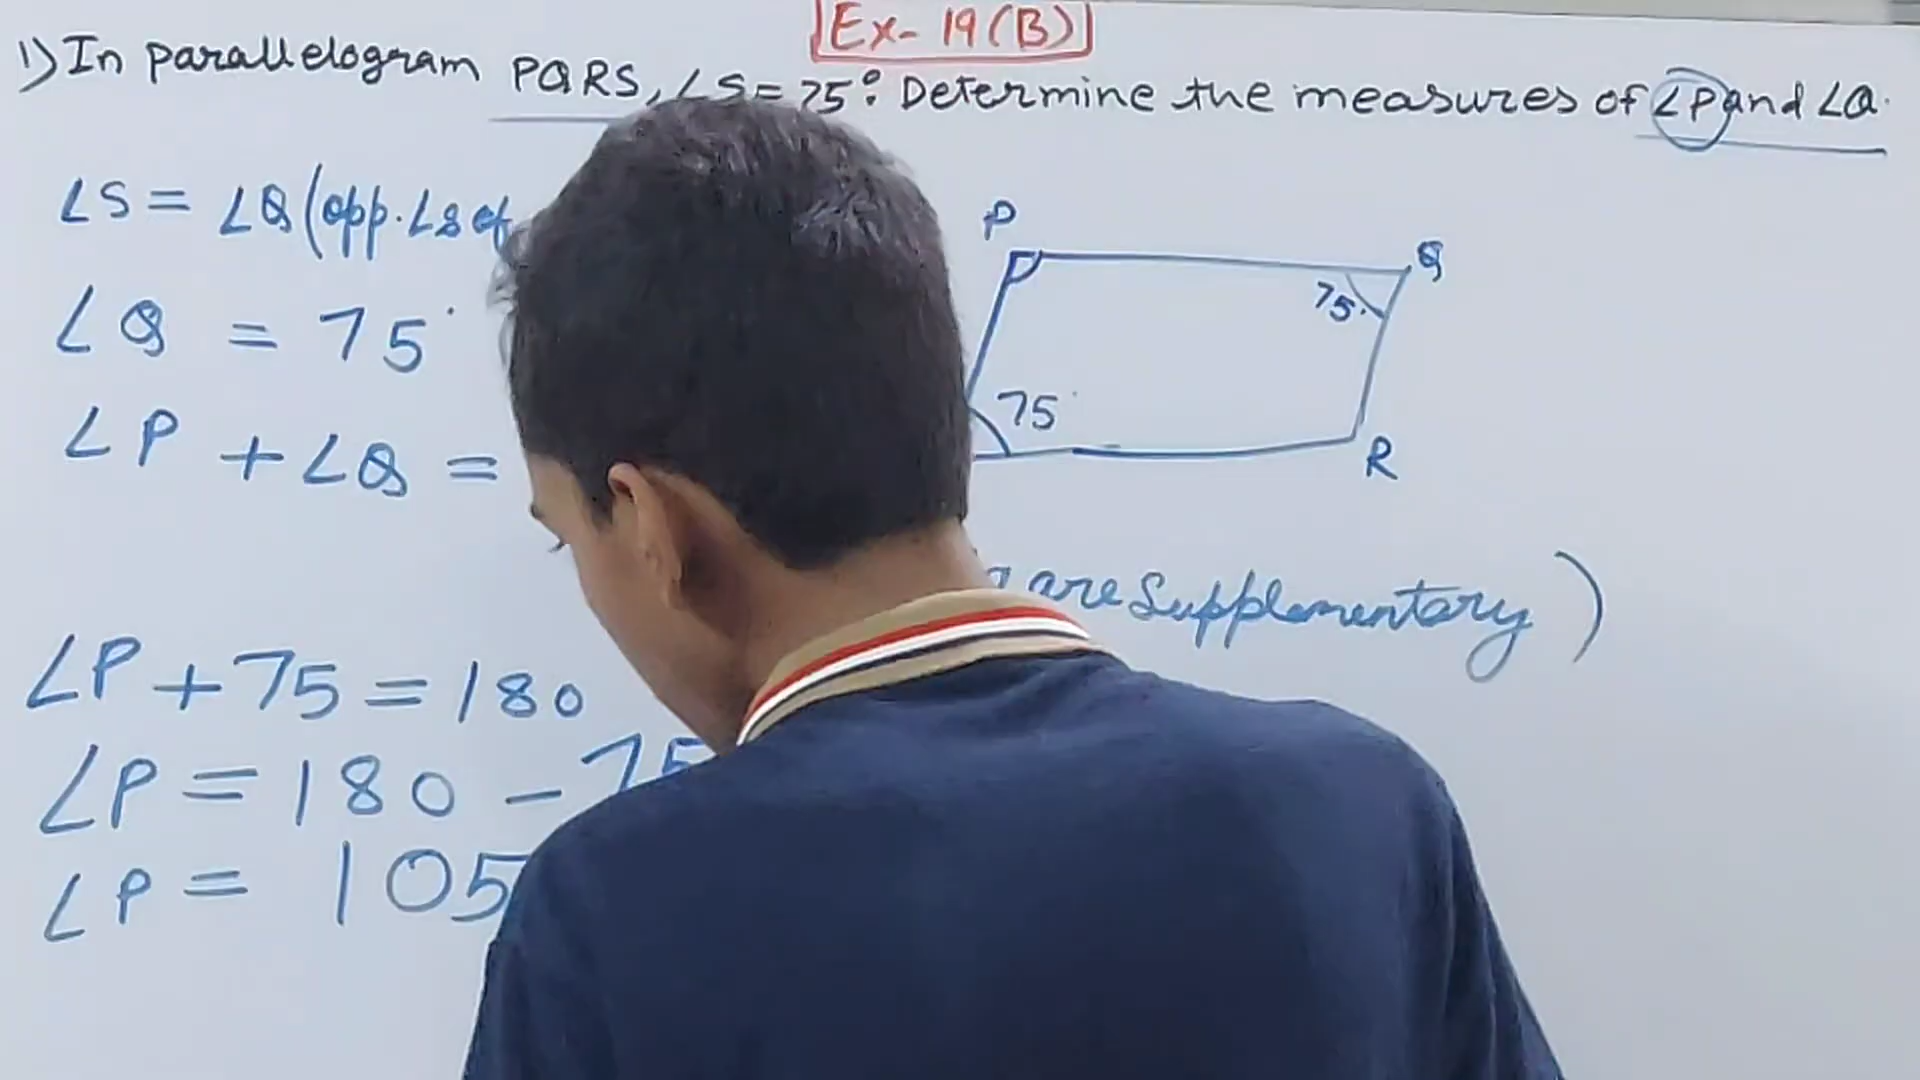 Ex- 19 (B)
1) In parallelogram PQRS, ∠S = 75°. Determine the measures of ∠P and ∠Q.
∠S = ∠Q (opp. ∠s of
∠Q = 75°
∠P + ∠Q =
are Supplementary )
∠P + 75 = 180
∠P = 180 - 75
∠P = 105
P
Q
75°
75°
R